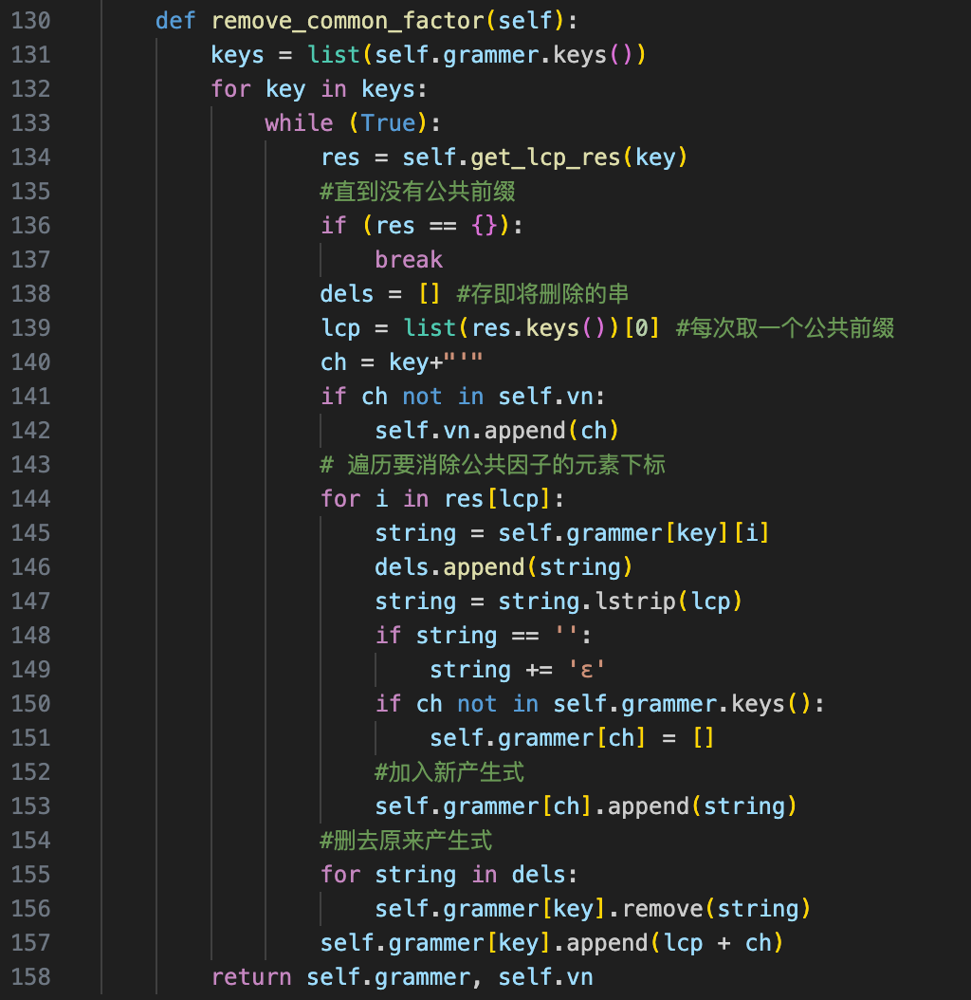 130 def remove_common_factor(self):
131 keys = list(self.grammer.keys())
132 for key in keys:
133 while (True):
134 res = self.get_lcp_res(key)
135 #直到没有公共前缀
136 if (res == {}):
137 break
138 dels = [] #存即将删除的串
139 lcp = list(res.keys())[0] #每次取一个公共前缀
140 ch = key+"'"
141 if ch not in self.vn:
142 self.vn.append(ch)
143 # 遍历要消除公共因子的元素下标
144 for i in res[lcp]:
145 string = self.grammer[key][i]
146 dels.append(string)
147 string = string.lstrip(lcp)
148 if string == '':
149 string += 'ε'
150 if ch not in self.grammer.keys():
151 self.grammer[ch] = []
152 #加入新产生式
153 self.grammer[ch].append(string)
154 #删去原来产生式
155 for string in dels:
156 self.grammer[key].remove(string)
157 self.grammer[key].append(lcp + ch)
158 return self.grammer, self.vn